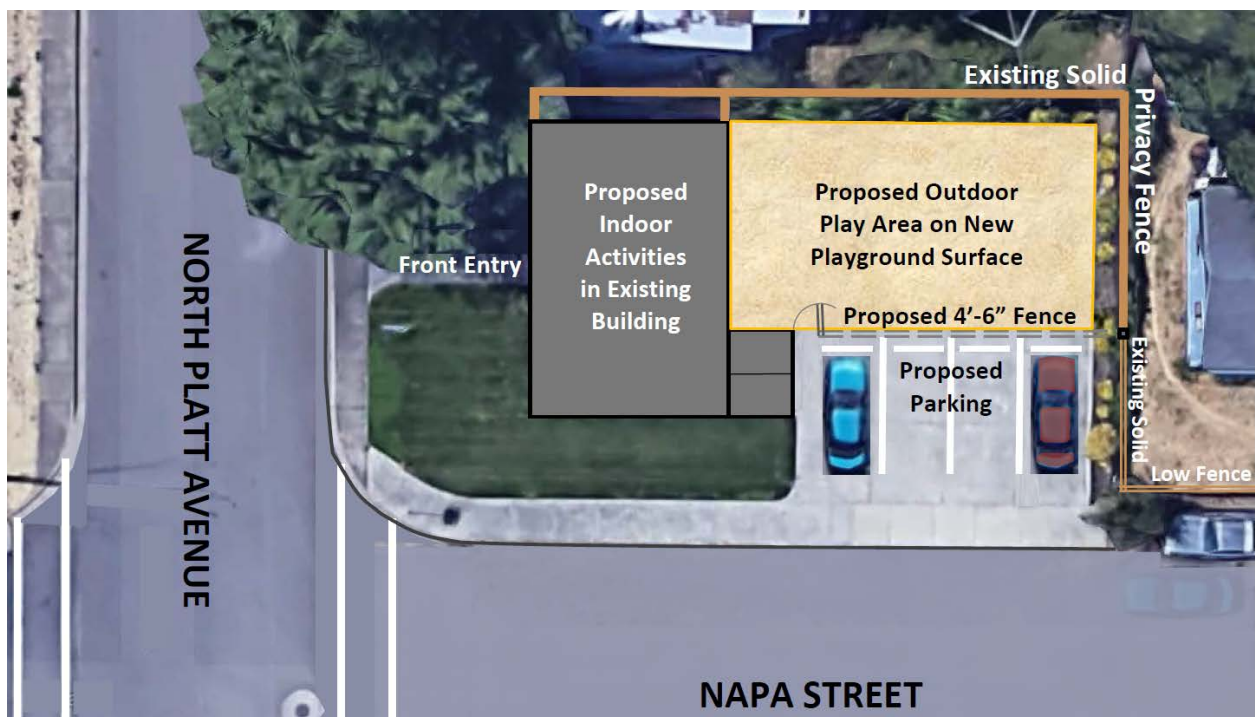 Existing Solid
Privacy Fence
Proposed
Indoor
Activities
in Existing
Building
Proposed Outdoor
Play Area on New
Playground Surface
Front Entry
NORTH PLATT AVENUE
Proposed 4’-6” Fence
Proposed
Parking
Existing Solid
Low Fence
NAPA STREET